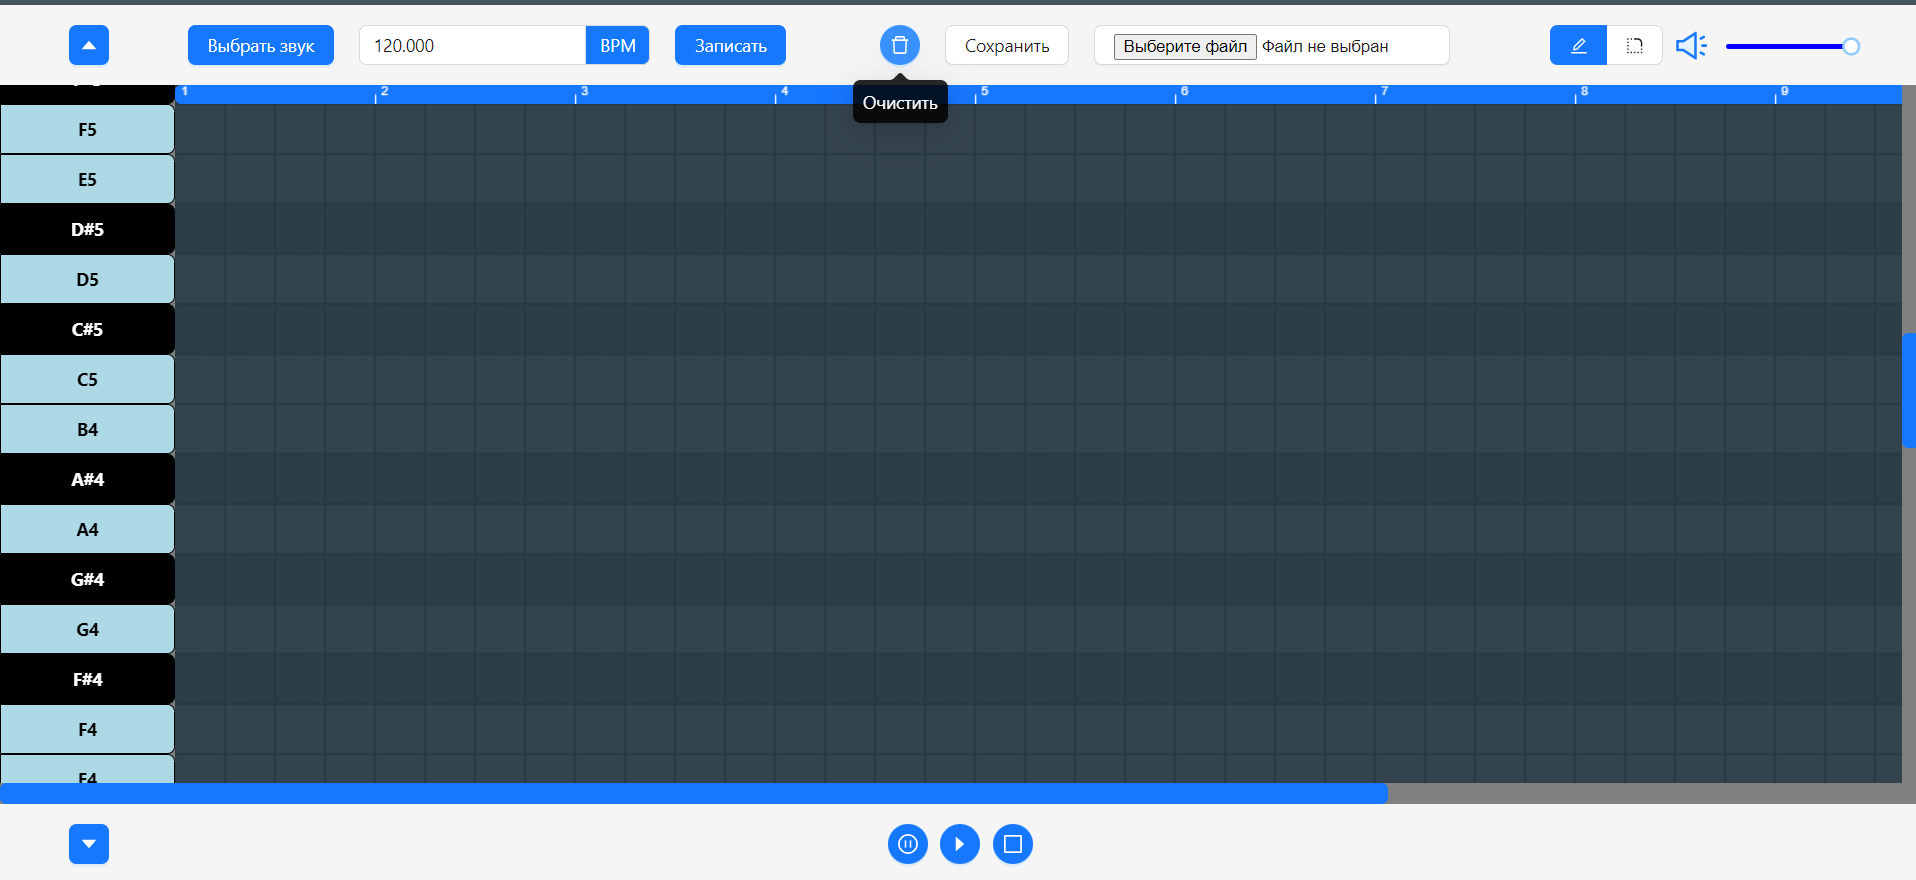 Выбрать звук
120.000
BPM
Записать
Сохранить
Выберите файл
Файл не выбран
Очистить
1 2 3 4 5 6 7 8 9
F5
E5
D#5
D5
C#5
C5
B4
A#4
A4
G#4
G4
F#4
F4
E4